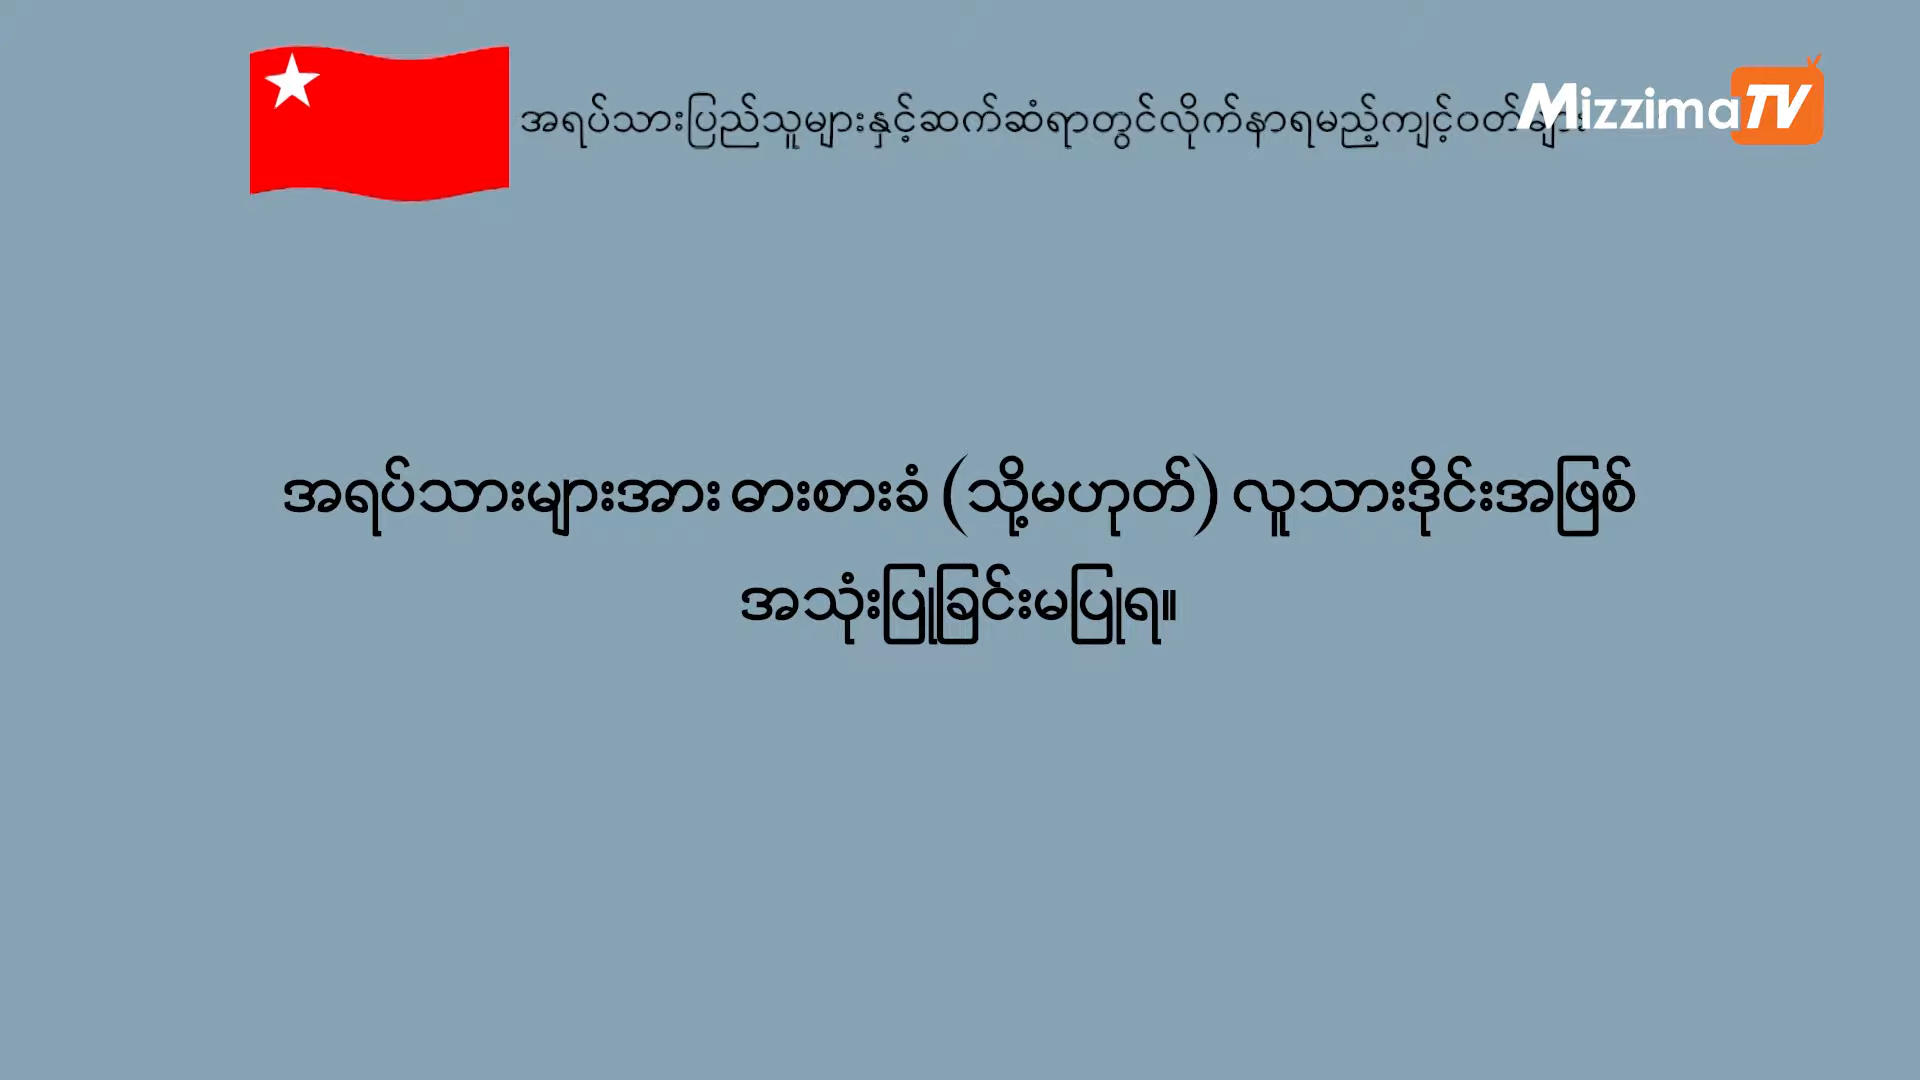 အရပ်သားပြည်သူများနှင့်ဆက်ဆံရာတွင်လိုက်နာရမည့်ကျင့်ဝတ်များ
MizzimaTV
အရပ်သားများအား ဓားစားခံ (သို့မဟုတ်) လူသားဒိုင်းအဖြစ်
အသုံးပြုခြင်းမပြုရ။